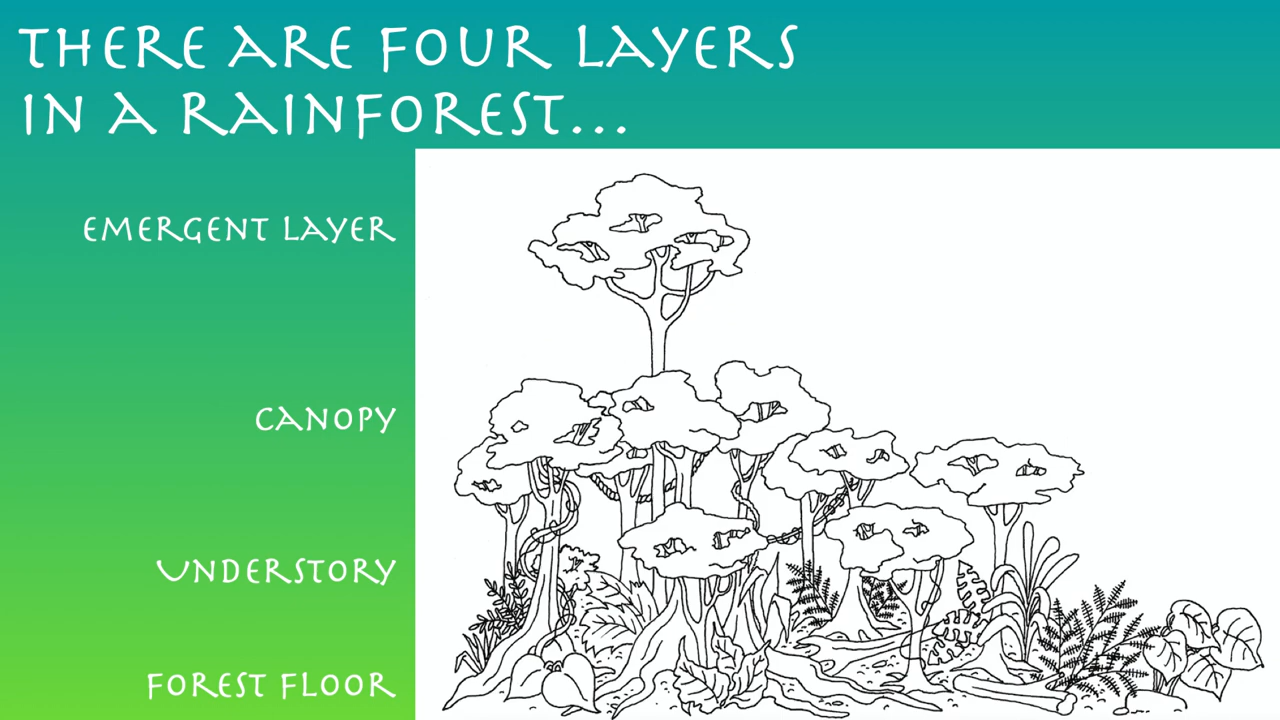 THERE ARE FOUR LAYERS
IN A RAINFOREST...
EMERGENT LAYER
CANOPY
UNDERSTORY
FOREST FLOOR